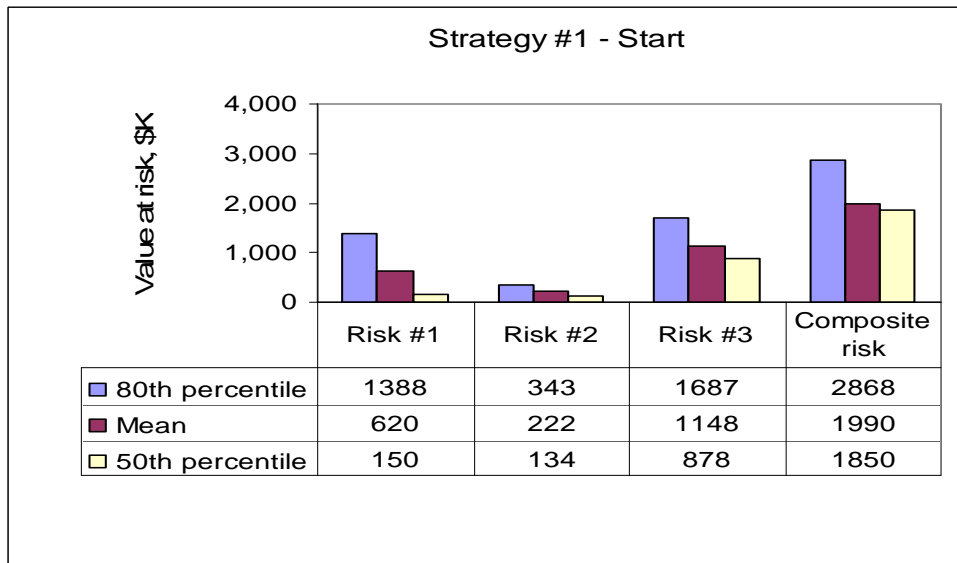 Strategy #1 - Start
Value at risk, $K
4,000
3,000
2,000
1,000
0
Risk #1 Risk #2 Risk #3 Composite risk
80th percentile 1388 343 1687 2868
Mean 620 222 1148 1990
50th percentile 150 134 878 1850